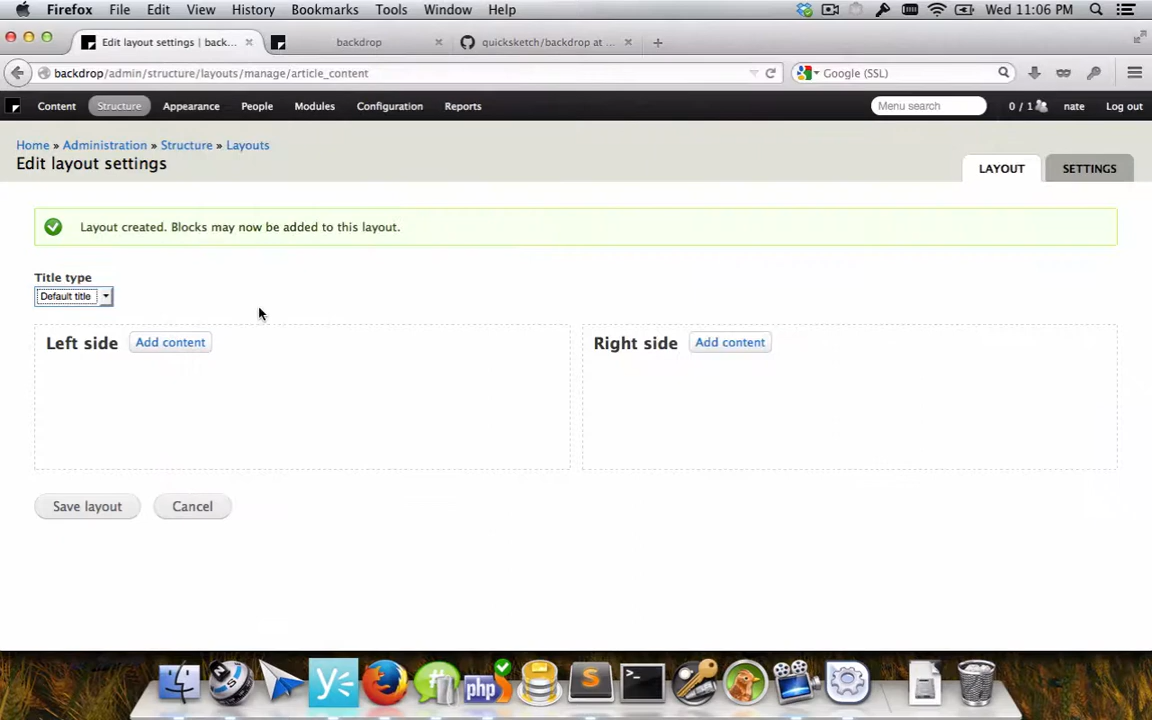 Firefox File Edit View History Bookmarks Tools Window Help Wed 11:06 PM
Edit layout settings | back... backdrop quicksketch/backdrop at ...
backdrop/admin/structure/layouts/manage/article_content Google (SSL)
Content Structure Appearance People Modules Configuration Reports Menu search 0 / 1 nate Log out
Home » Administration » Structure » Layouts
Edit layout settings LAYOUT SETTINGS
Layout created. Blocks may now be added to this layout.
Title type
Default title
Left side Add content Right side Add content
Save layout Cancel
php